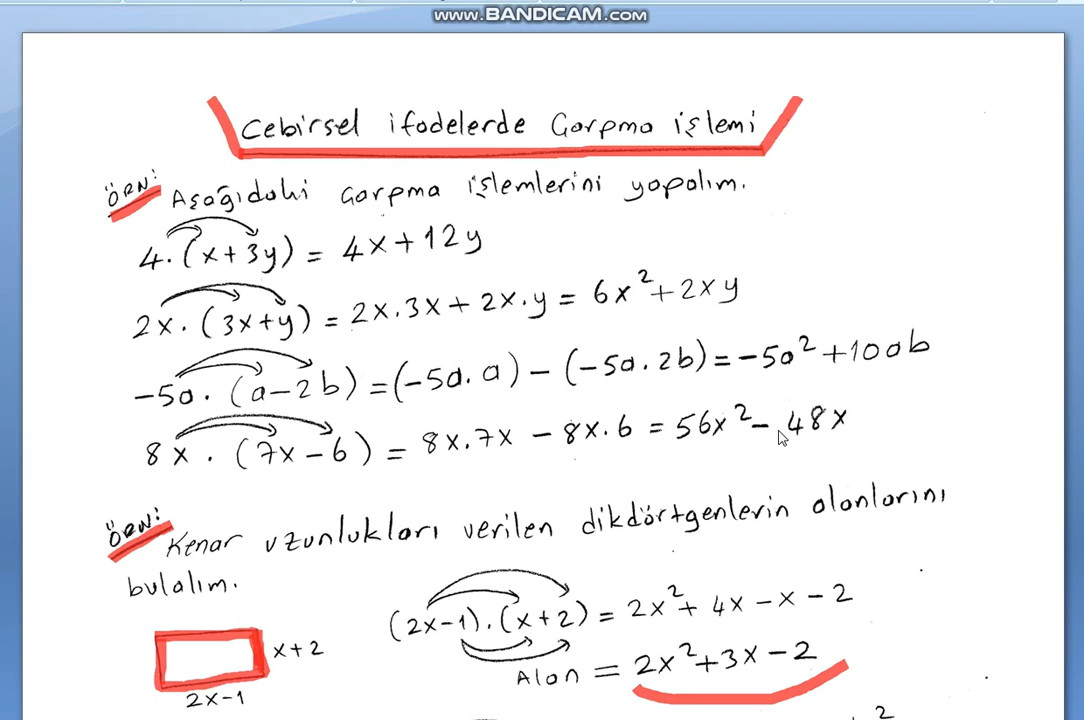 www.BANDICAM.com
Cebirsel ifadelerde Çarpma işlemi
ÖRN: Aşağıdaki çarpma işlemlerini yapalım.
4.(x+3y) = 4x+12y
2x.(3x+y) = 2x.3x+2x.y = 6x²+2xy
-5a.(a-2b) = (-5a.a) - (-5a.2b) = -5a²+10ab
8x.(7x-6) = 8x.7x - 8x.6 = 56x² - 48x
ÖRN: Kenar uzunlukları verilen dikdörtgenlerin alanlarını
bulalım.
(2x-1).(x+2) = 2x²+4x-x-2
x+2
Alan = 2x²+3x-2
2x-1
2